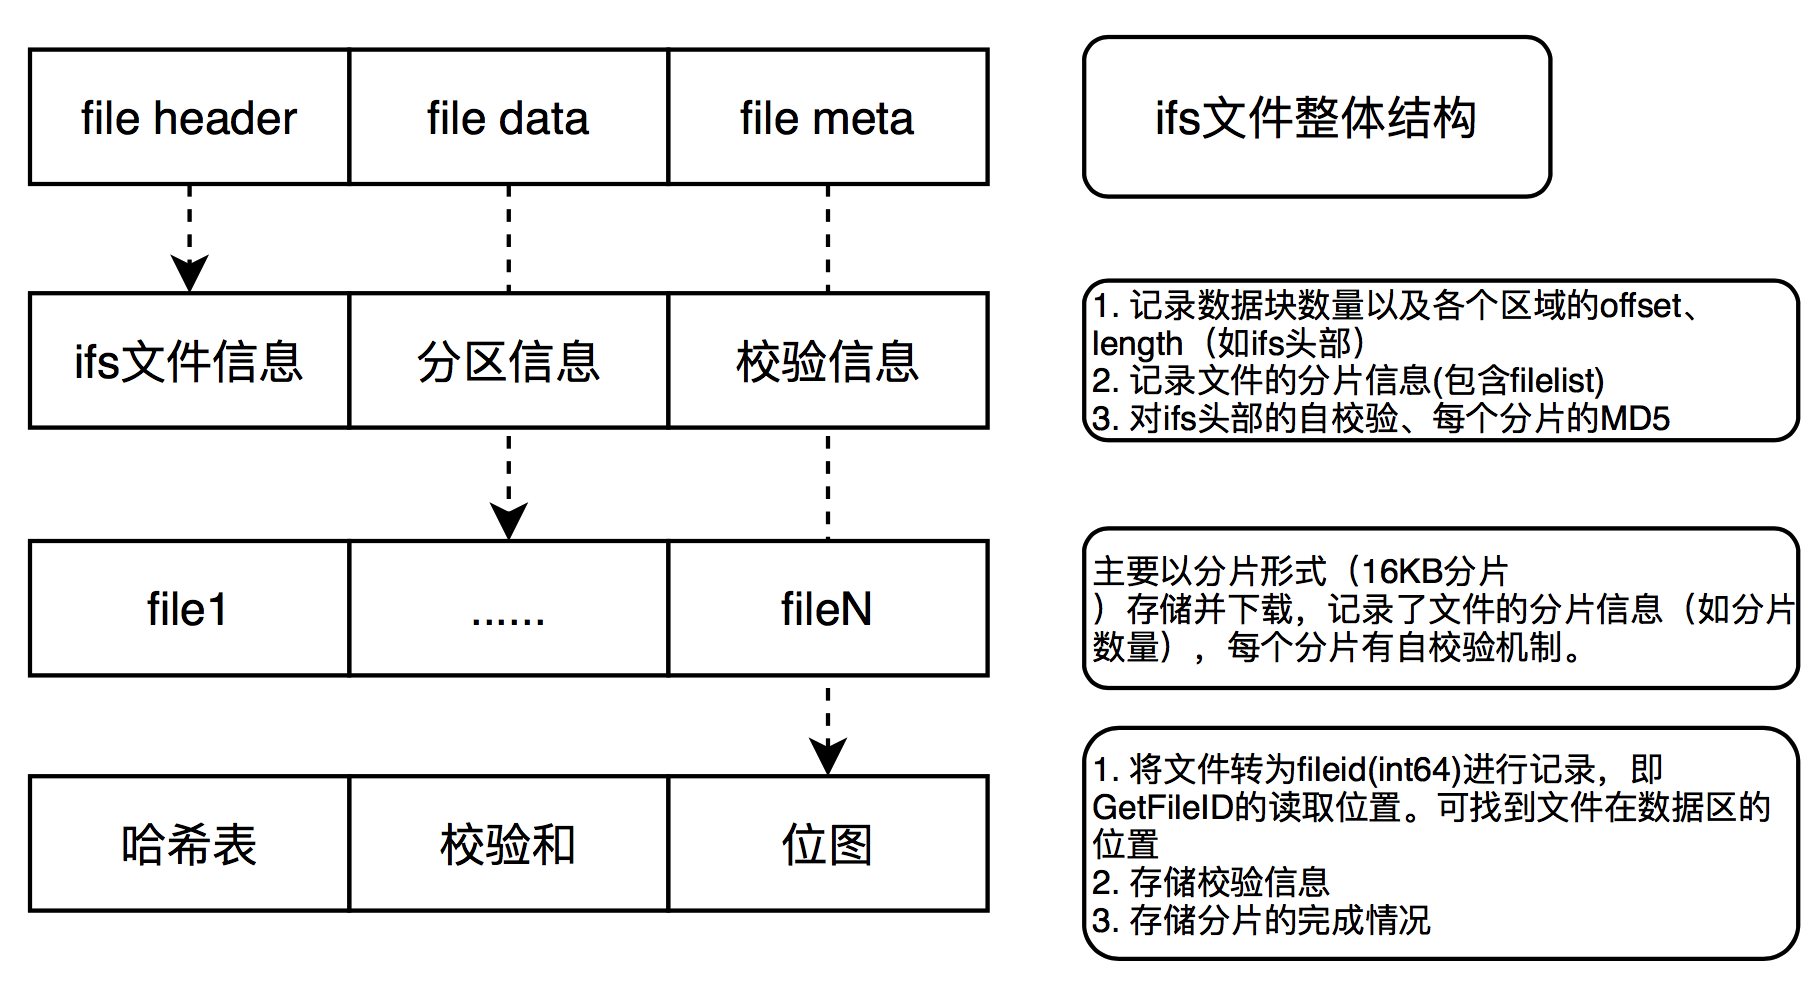 file header
file data
file meta
ifs文件整体结构
ifs文件信息
分区信息
校验信息
1. 记录数据块数量以及各个区域的offset、
length（如ifs头部）
2. 记录文件的分片信息(包含filelist)
3. 对ifs头部的自校验、每个分片的MD5
file1
......
fileN
主要以分片形式（16KB分片
）存储并下载，记录了文件的分片信息（如分片
数量），每个分片有自校验机制。
哈希表
校验和
位图
1. 将文件转为fileid(int64)进行记录，即
GetFileID的读取位置。可找到文件在数据区的
位置
2. 存储校验信息
3. 存储分片的完成情况